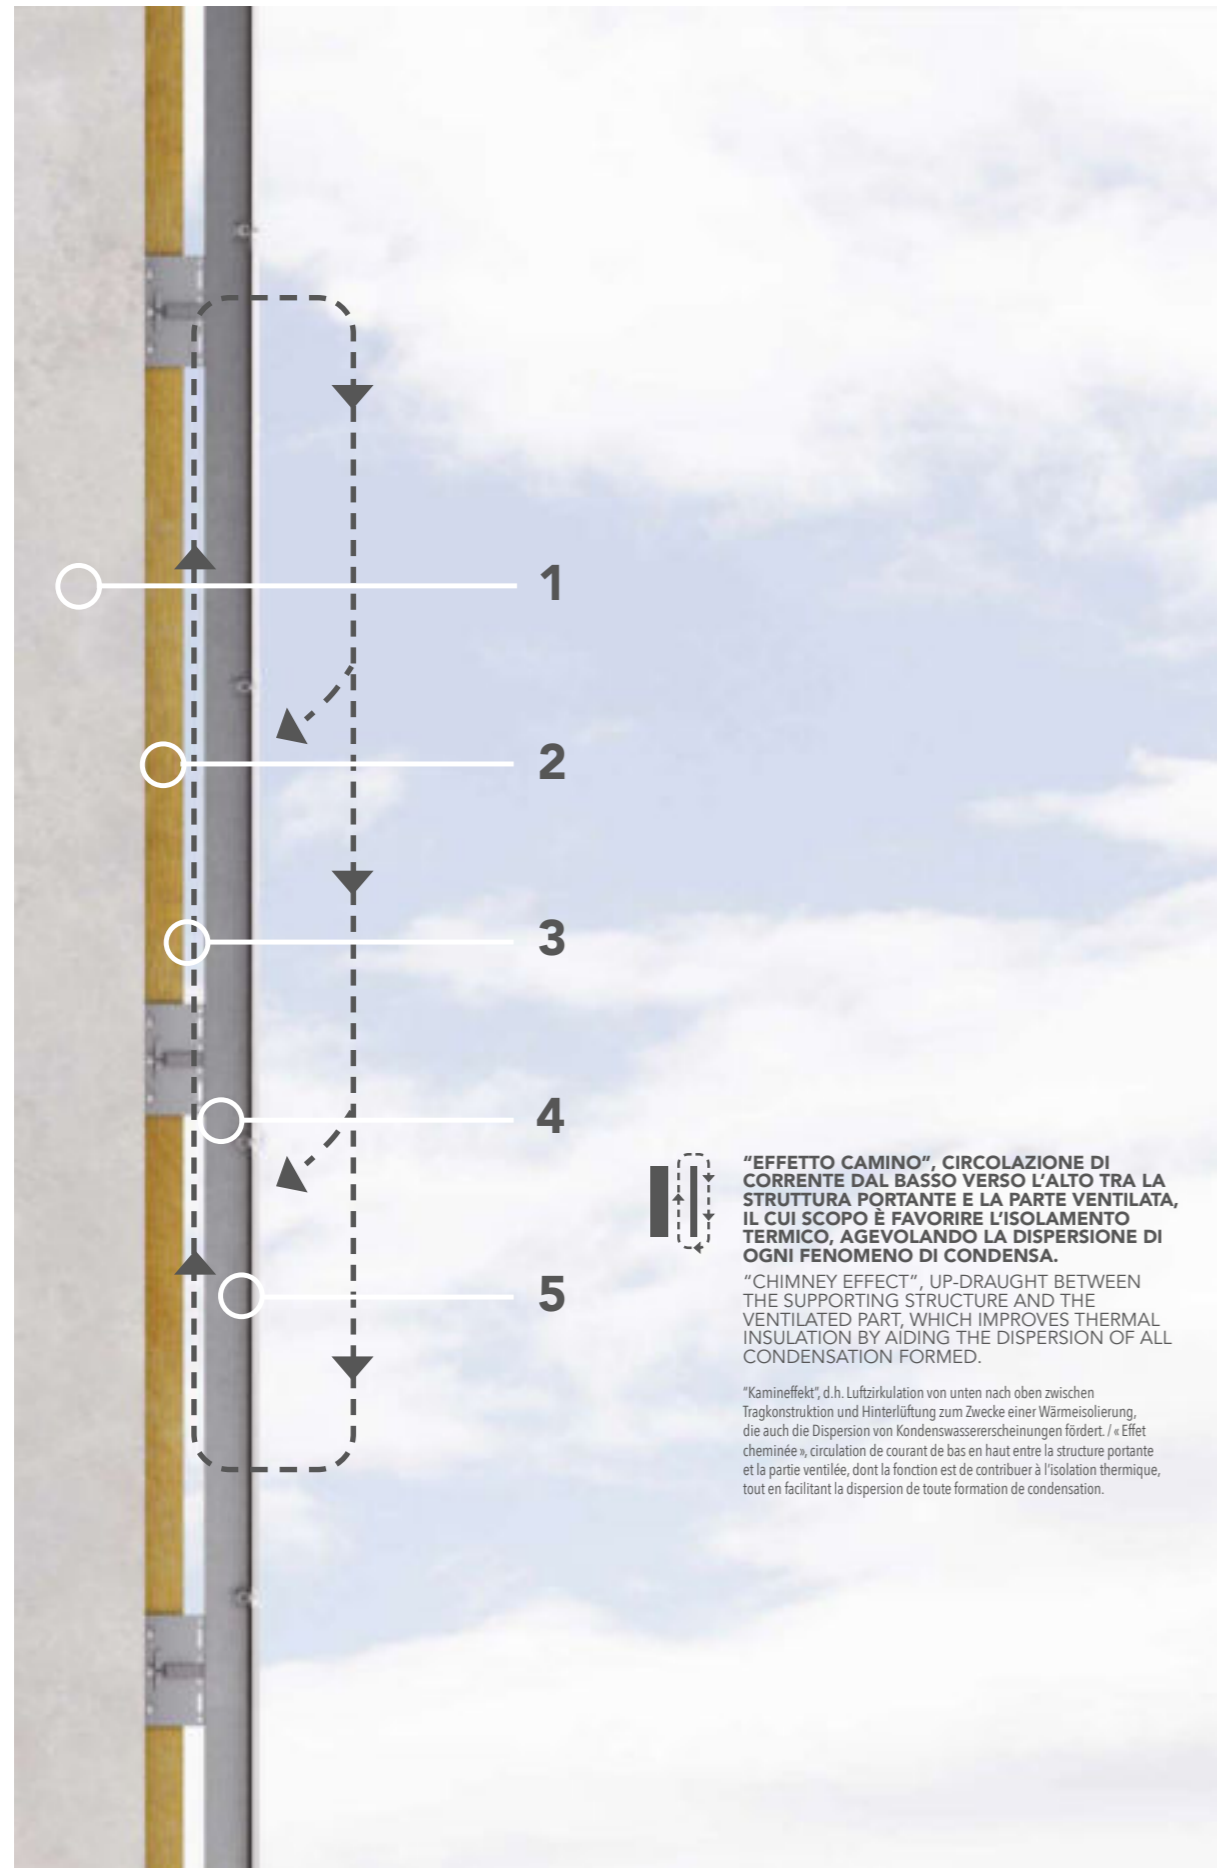 1
2
3
4
5
“EFFETTO CAMINO”, CIRCOLAZIONE DI
CORRENTE DAL BASSO VERSO L’ALTO TRA LA
STRUTTURA PORTANTE E LA PARTE VENTILATA,
IL CUI SCOPO È FAVORIRE L’ISOLAMENTO
TERMICO, AGEVOLANDO LA DISPERSIONE DI
OGNI FENOMENO DI CONDENSA.
“CHIMNEY EFFECT”, UP-DRAUGHT BETWEEN
THE SUPPORTING STRUCTURE AND THE
VENTILATED PART, WHICH IMPROVES THERMAL
INSULATION BY AIDING THE DISPERSION OF ALL
CONDENSATION FORMED.
“Kamineffekt”, d.h. Luftzirkulation von unten nach oben zwischen
Tragkonstruktion und Hinterlüftung zum Zwecke einer Wärmeisolierung,
die auch die Dispersion von Kondenswassererscheinungen fördert. / « Effet
cheminée », circulation de courant de bas en haut entre la structure portante
et la partie ventilée, dont la fonction est de contribuer à l’isolation thermique,
tout en facilitant la dispersion de toute formation de condensation.